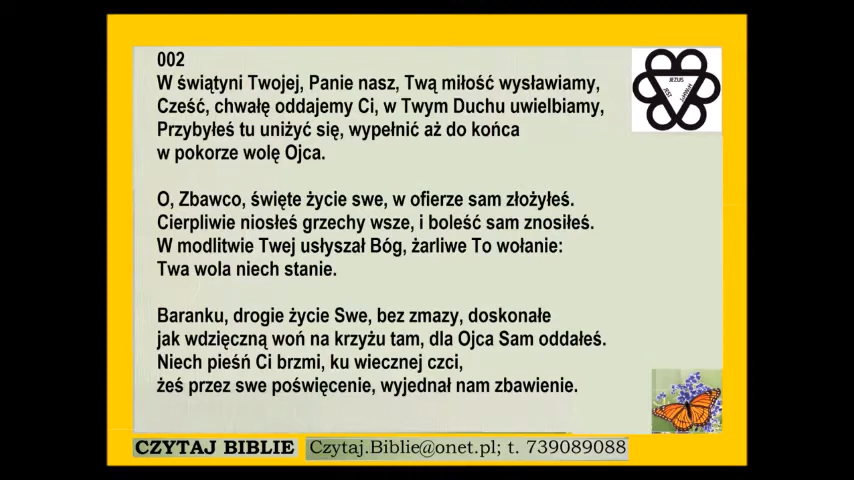 002
W świątyni Twojej, Panie nasz, Twą miłość wysławiamy,
Cześć, chwałę oddajemy Ci, w Twym Duchu uwielbiamy,
Przybyłeś tu uniżyć się, wypełnić aż do końca
w pokorze wolę Ojca.
O, Zbawco, święte życie swe, w ofierze sam złożyłeś.
Cierpliwie niosłeś grzechy wsze, i boleść sam znosiłeś.
W modlitwie Twej usłyszał Bóg, żarliwe To wołanie:
Twa wola niech stanie.
Baranku, drogie życie Swe, bez zmazy, doskonałe
jak wdzięczną woń na krzyżu tam, dla Ojca Sam oddałeś.
Niech pieśń Ci brzmi, ku wiecznej czci,
żeś przez swe poświęcenie, wyjednał nam zbawienie.
JEZUS
JEST
CZYTAJ BIBLIE
Czytaj.Biblie@onet.pl; t. 739089088